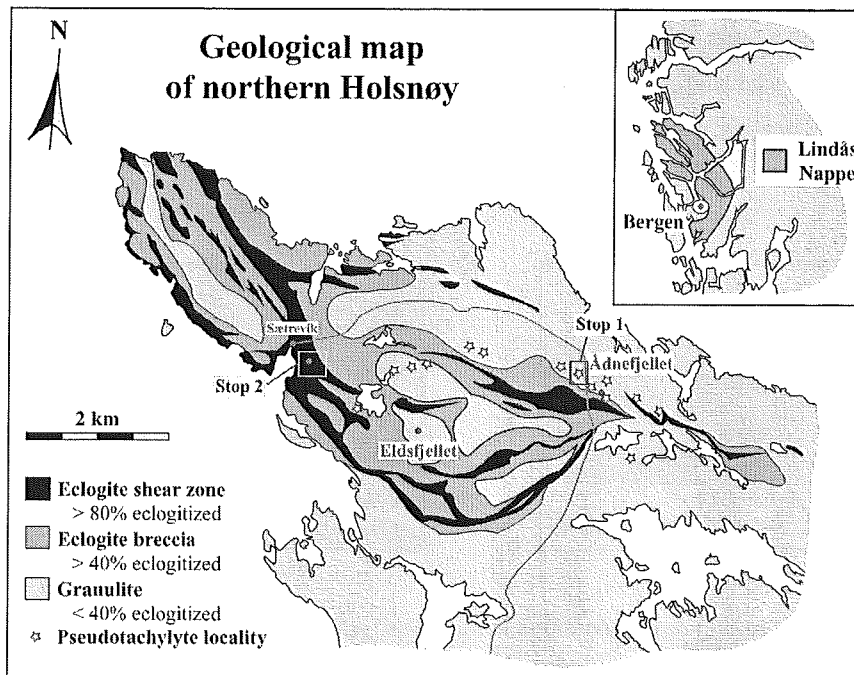 N
Geological map
of northern Holsnøy
Lindås
Nappe
Bergen
Sætrevik
Stop 1
Ådnefjellet
Stop 2
2 km
Eldsfjellet
Eclogite shear zone
> 80% eclogitized
Eclogite breccia
> 40% eclogitized
Granulite
< 40% eclogitized
Pseudotachylyte locality